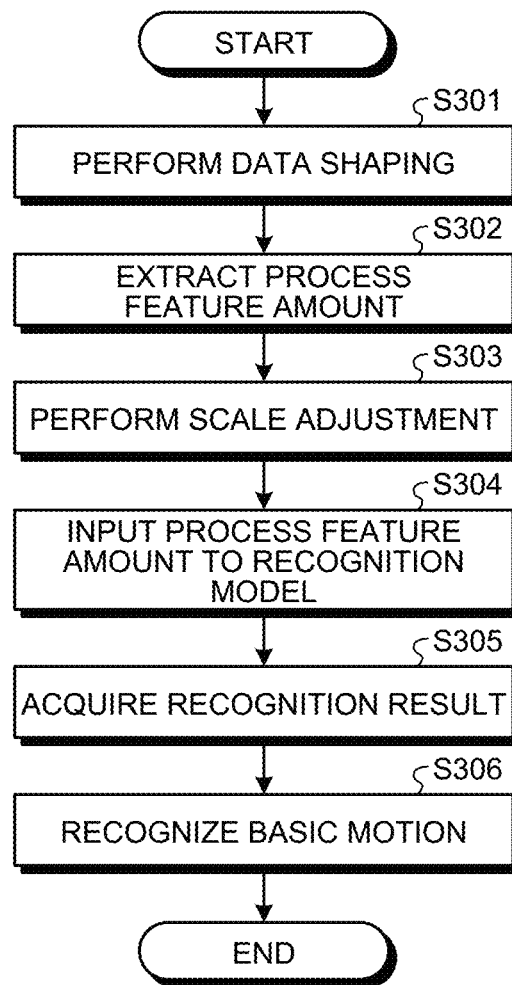 START
S301
PERFORM DATA SHAPING
S302
EXTRACT PROCESS
FEATURE AMOUNT
S303
PERFORM SCALE ADJUSTMENT
S304
INPUT PROCESS FEATURE
AMOUNT TO RECOGNITION
MODEL
S305
ACQUIRE RECOGNITION RESULT
S306
RECOGNIZE BASIC MOTION
END